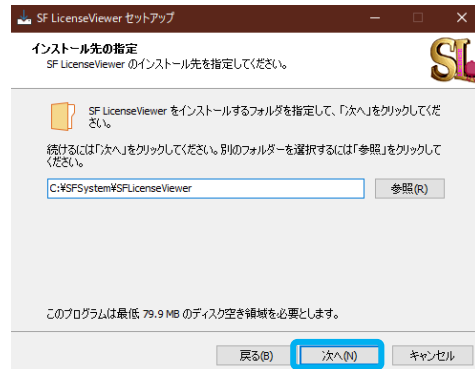 SF LicenseViewer セットアップ
インストール先の指定
SF LicenseViewer のインストール先を指定してください。
SL
SF LicenseViewer をインストールするフォルダを指定して、「次へ」をクリックしてくだ
さい。
続けるには「次へ」をクリックしてください。別のフォルダーを選択するには「参照」をクリックして
ください。
C:¥SFSystem¥SFLicenseViewer
参照(R)
このプログラムは最低 79.9 MB のディスク空き領域を必要とします。
戻る(B)
次へ(N)
キャンセル